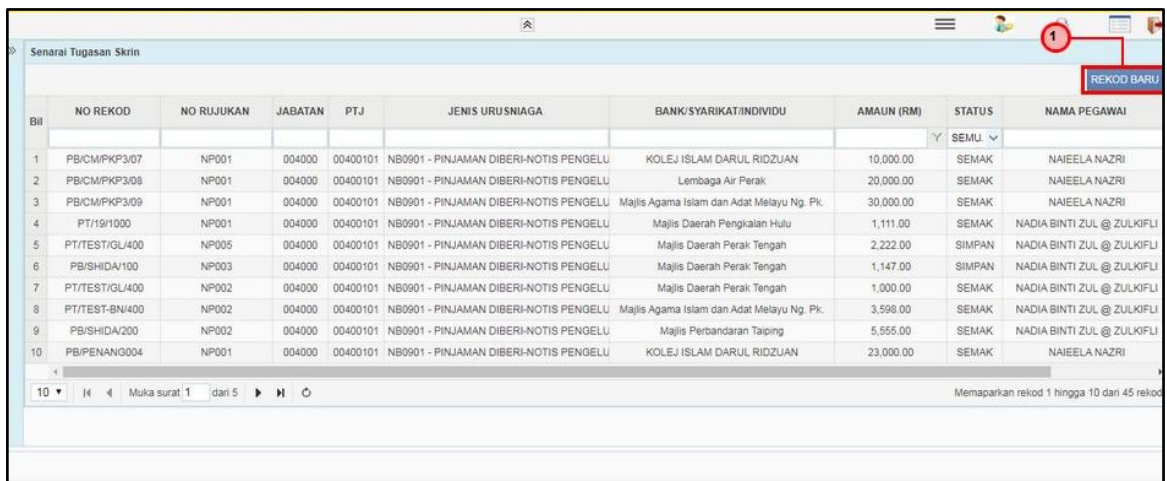 1
Senarai Tugasan Skrin
REKOD BARU
Bil NO REKOD NO RUJUKAN JABATAN PTJ JENIS URUSNIAGA BANK/SYARIKAT/INDIVIDU AMAUN (RM) STATUS NAMA PEGAWAI
SEMU.
1 PB/CM/PKP3/07 NP001 004000 00400101 NB0901 - PINJAMAN DIBERI-NOTIS PENGELU KOLEJ ISLAM DARUL RIDZUAN 10,000.00 SEMAK NAIEELA NAZRI
2 PB/CM/PKP3/08 NP001 004000 00400101 NB0901 - PINJAMAN DIBERI-NOTIS PENGELU Lembaga Air Perak 20,000.00 SEMAK NAIEELA NAZRI
3 PB/CM/PKP3/09 NP001 004000 00400101 NB0901 - PINJAMAN DIBERI-NOTIS PENGELU Majlis Agama Islam dan Adat Melayu Ng. Pk. 30,000.00 SEMAK NAIEELA NAZRI
4 PT/19/1000 NP001 004000 00400101 NB0901 - PINJAMAN DIBERI-NOTIS PENGELU Majlis Daerah Pengkalan Hulu 1,111.00 SEMAK NADIA BINTI ZUL @ ZULKIFLI
5 PT/TEST/GL/400 NP005 004000 00400101 NB0901 - PINJAMAN DIBERI-NOTIS PENGELU Majlis Daerah Perak Tengah 2,222.00 SIMPAN NADIA BINTI ZUL @ ZULKIFLI
6 PB/SHIDA/100 NP003 004000 00400101 NB0901 - PINJAMAN DIBERI-NOTIS PENGELU Majlis Daerah Perak Tengah 1,147.00 SIMPAN NADIA BINTI ZUL @ ZULKIFLI
7 PT/TEST/GL/400 NP002 004000 00400101 NB0901 - PINJAMAN DIBERI-NOTIS PENGELU Majlis Daerah Perak Tengah 1,000.00 SEMAK NADIA BINTI ZUL @ ZULKIFLI
8 PT/TEST-BN/400 NP002 004000 00400101 NB0901 - PINJAMAN DIBERI-NOTIS PENGELU Majlis Agama Islam dan Adat Melayu Ng. Pk. 3,598.00 SEMAK NADIA BINTI ZUL @ ZULKIFLI
9 PB/SHIDA/200 NP002 004000 00400101 NB0901 - PINJAMAN DIBERI-NOTIS PENGELU Majlis Perbandaran Taiping 5,555.00 SEMAK NADIA BINTI ZUL @ ZULKIFLI
10 PB/PENANG004 NP001 004000 00400101 NB0901 - PINJAMAN DIBERI-NOTIS PENGELU KOLEJ ISLAM DARUL RIDZUAN 23,000.00 SEMAK NAIEELA NAZRI
10 Muka surat 1 dari 5 Memaparkan rekod 1 hingga 10 dari 45 rekod